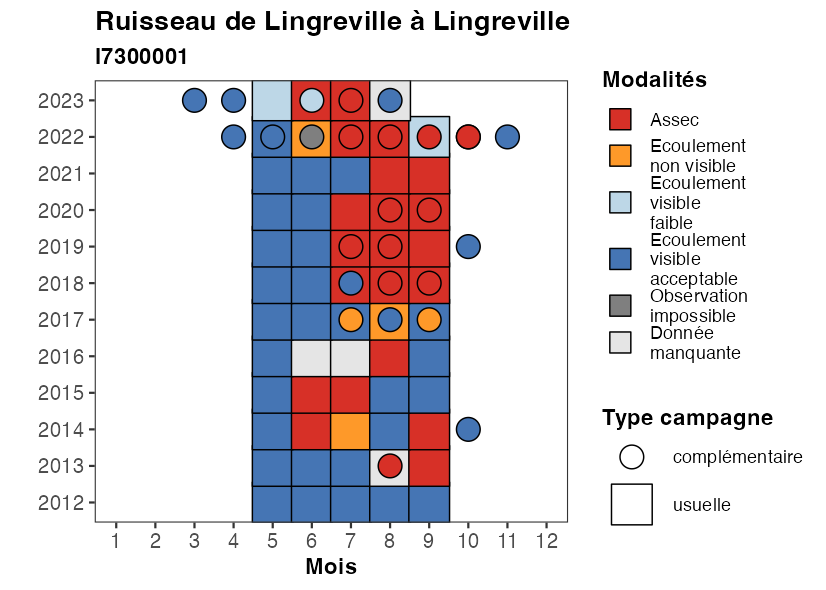 Ruisseau de Lingreville à Lingreville
I7300001
2023
2022
2021
2020
2019
2018
2017
2016
2015
2014
2013
2012
1 2 3 4 5 6 7 8 9 10 11 12
Mois
Modalités
Assec
Ecoulement
non visible
Ecoulement
visible
faible
Ecoulement
visible
acceptable
Observation
impossible
Donnée
manquante
Type campagne
complémentaire
usuelle